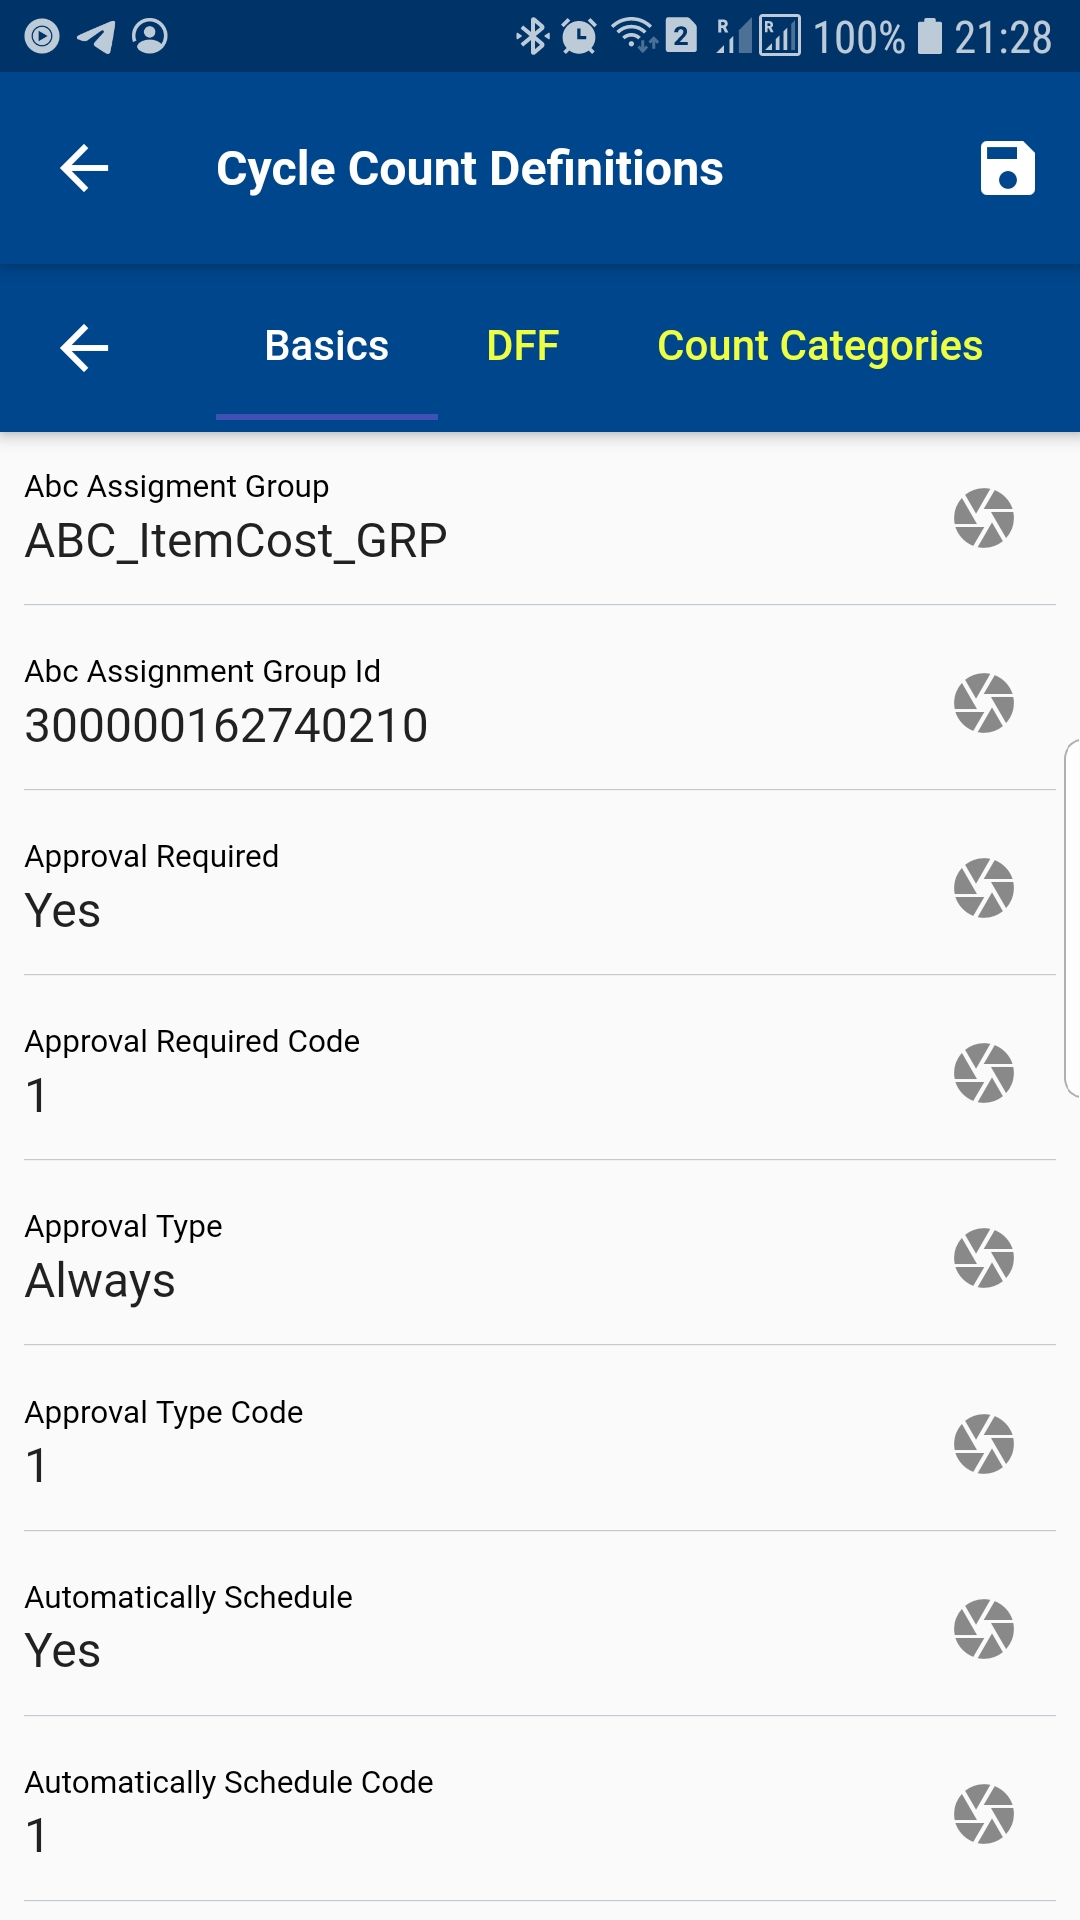 2 R R 100% 21:28
Cycle Count Definitions
Basics DFF Count Categories
Abc Assigment Group
ABC_ItemCost_GRP
Abc Assignment Group Id
300000162740210
Approval Required
Yes
Approval Required Code
1
Approval Type
Always
Approval Type Code
1
Automatically Schedule
Yes
Automatically Schedule Code
1